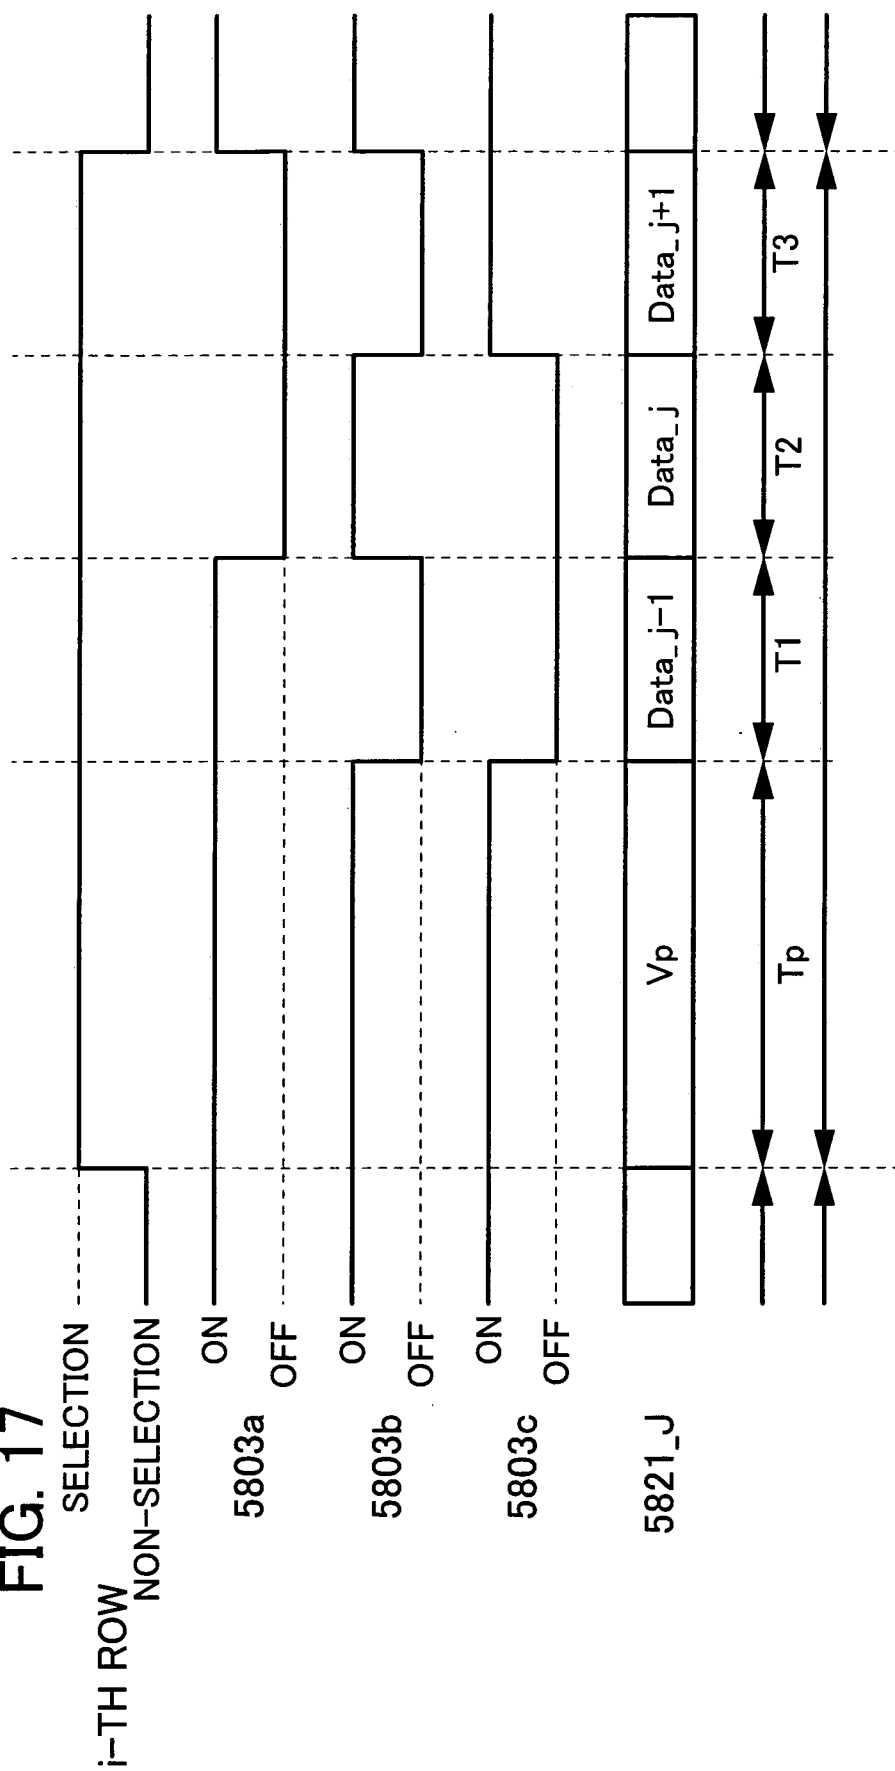 FIG. 17
i-TH ROW
SELECTION
NON-SELECTION
5803a
ON
OFF
5803b
ON
OFF
5803c
ON
OFF
5821_J
Vp
Data_j-1
Data_j
Data_j+1
Tp
T1
T2
T3